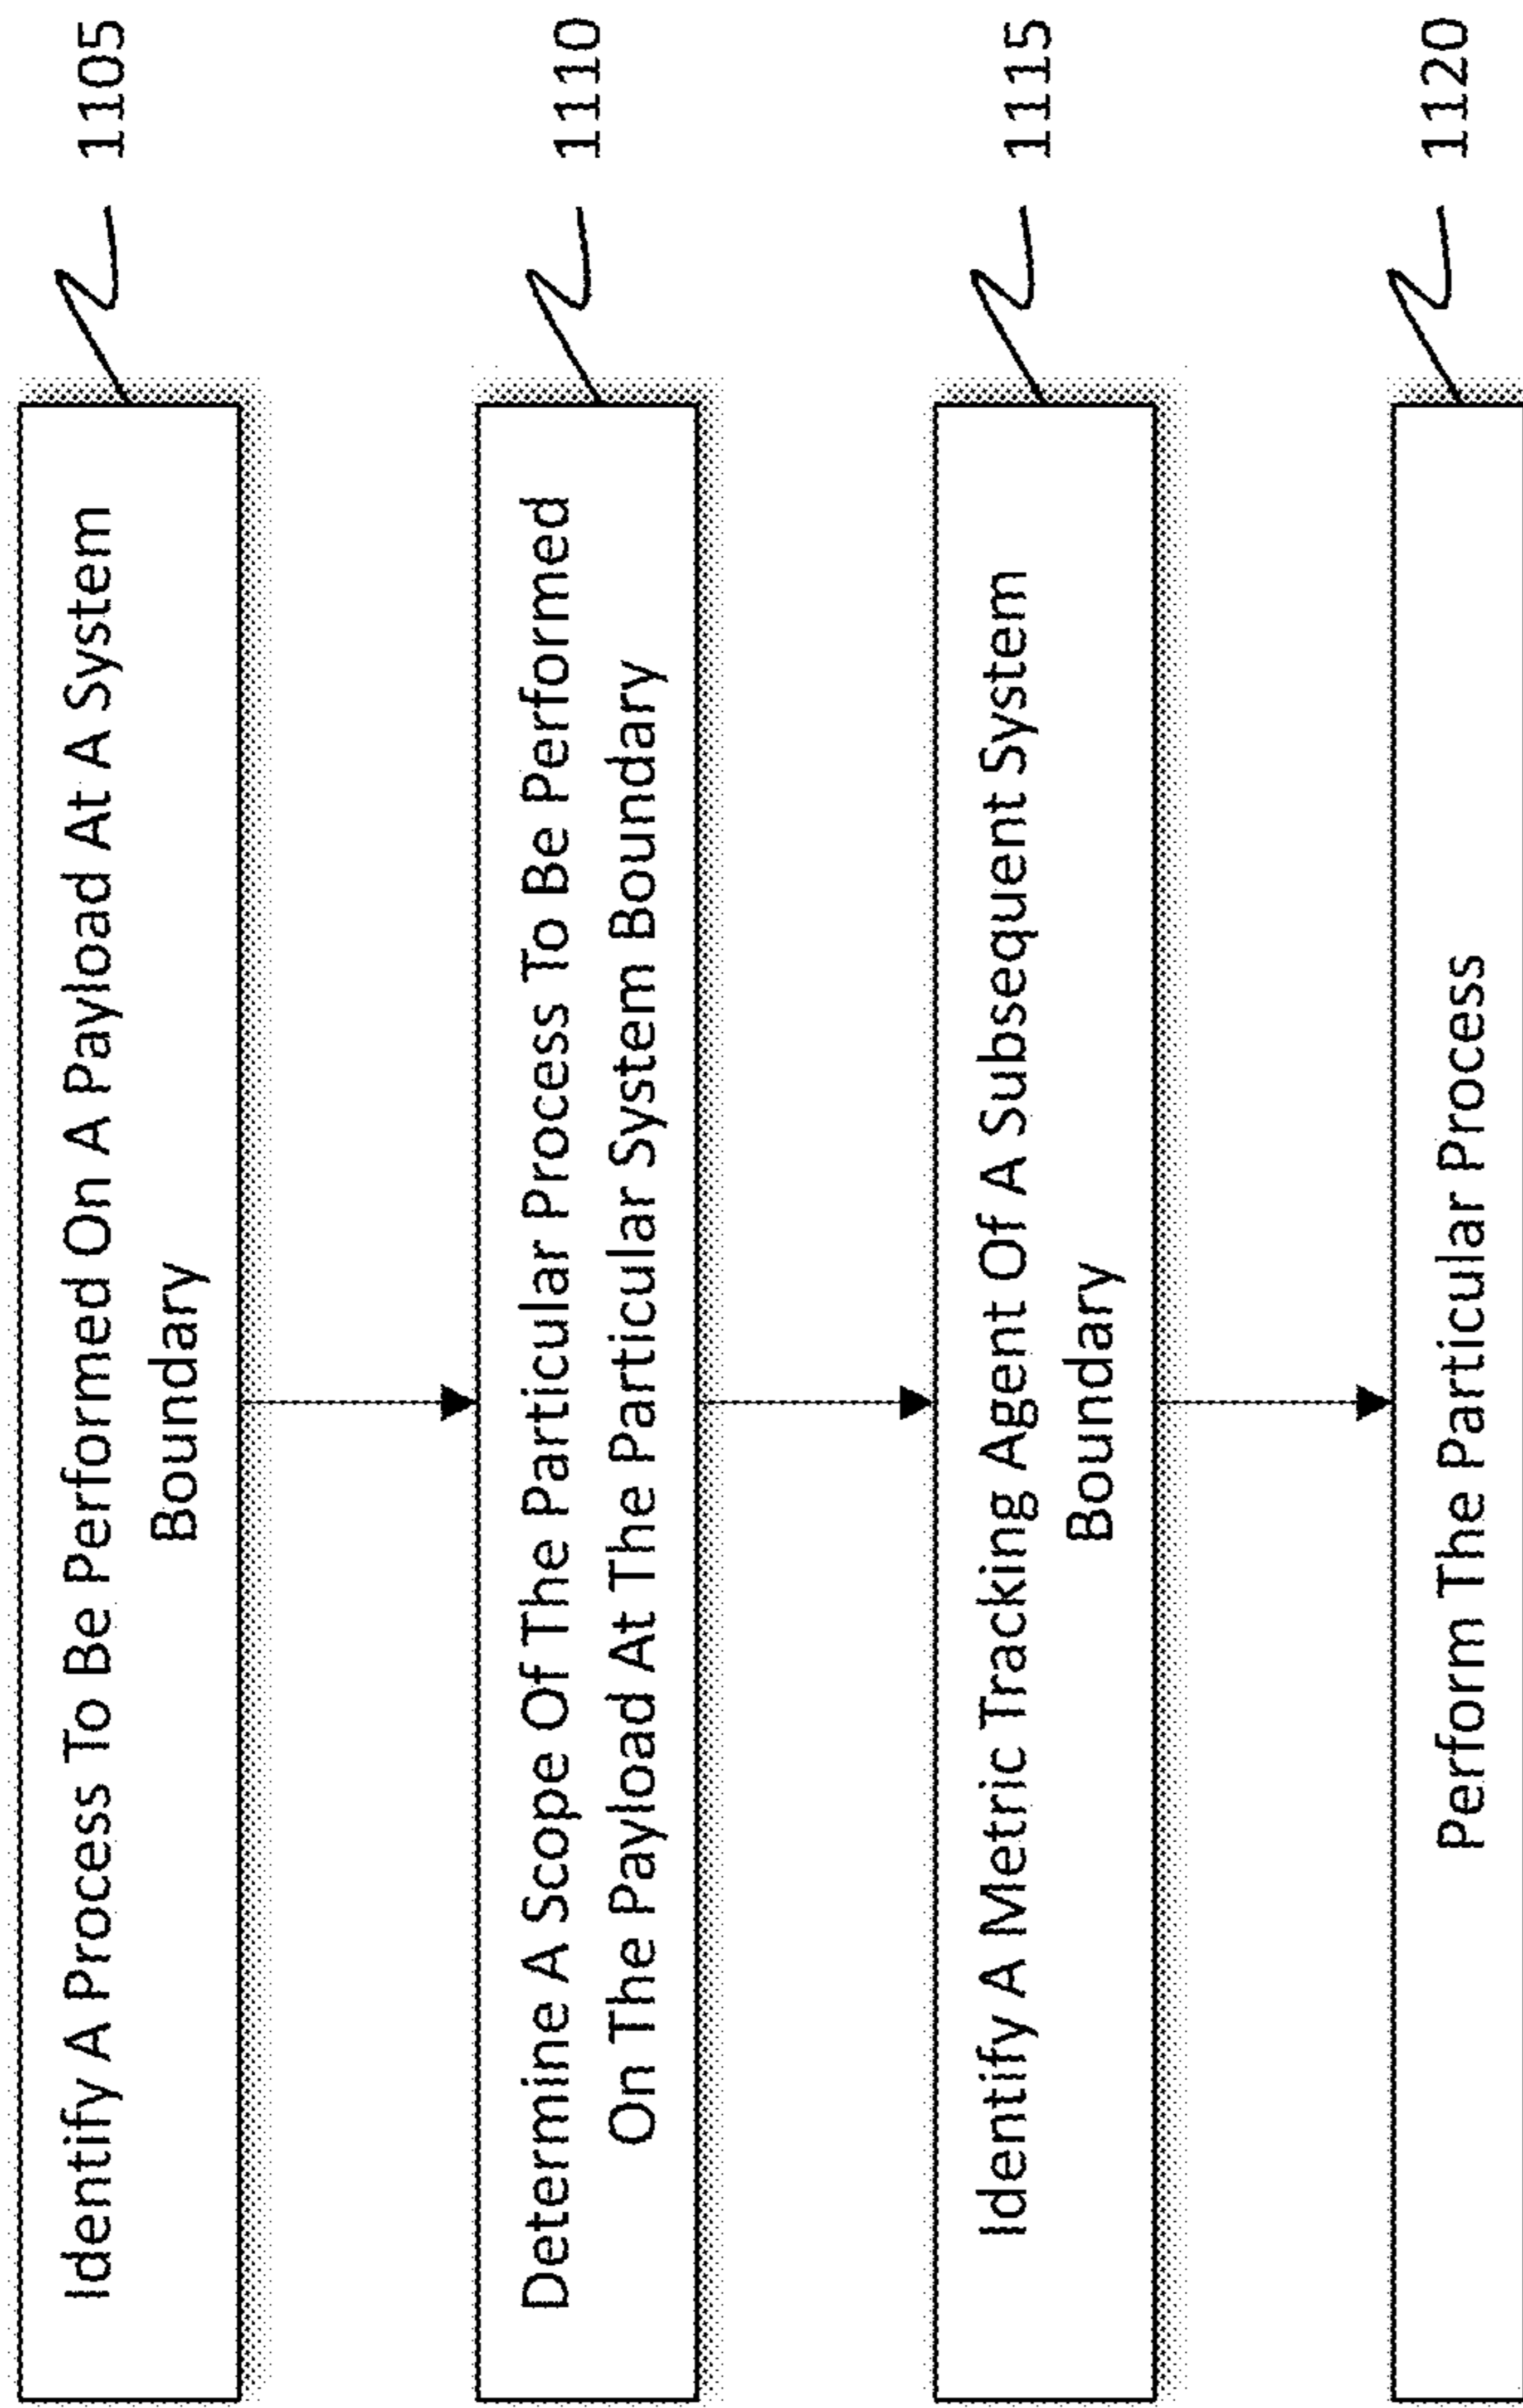 Identify A Process To Be Performed On A Payload At A System
Boundary
1105
Determine A Scope Of The Particular Process To Be Performed
On The Payload At The Particular System Boundary
1110
Identify A Metric Tracking Agent Of A Subsequent System
Boundary
1115
Perform The Particular Process
1120